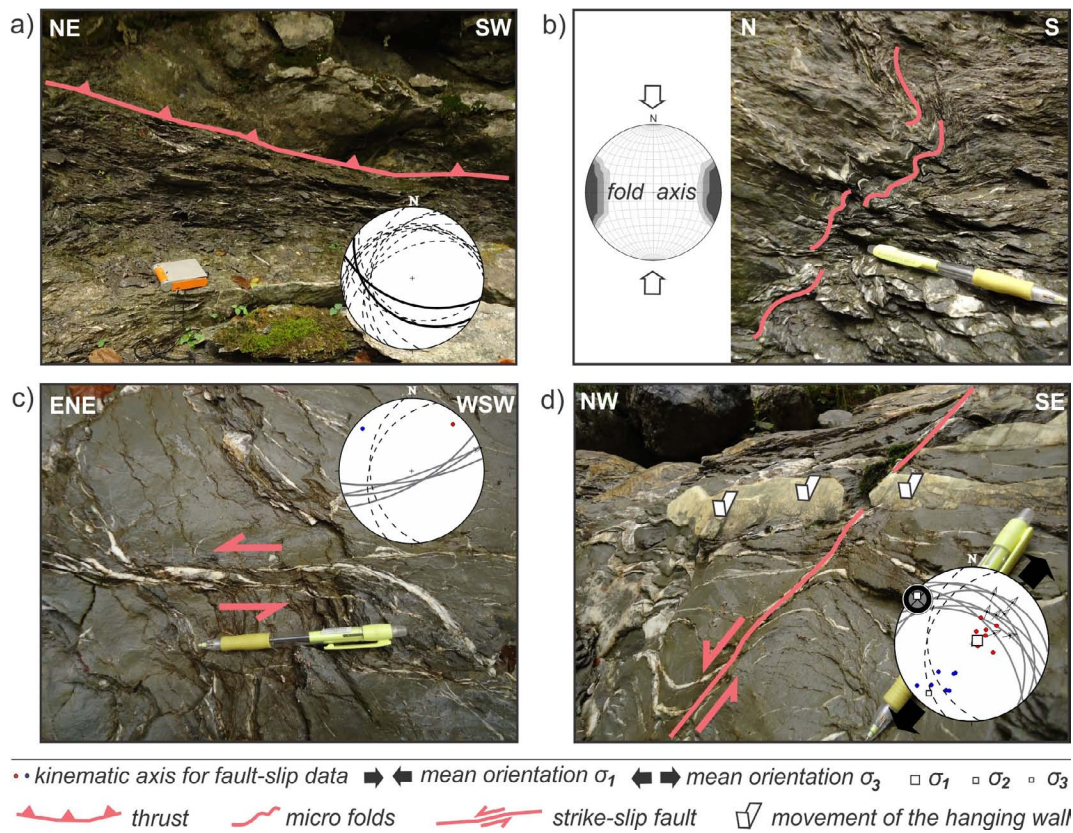 a) NE SW
N
b) N S
N
fold axis
c) ENE WSW
N
d) NW SE
N
kinematic axis for fault-slip data mean orientation σ1 mean orientation σ3 σ1 σ2 σ3
thrust micro folds strike-slip fault movement of the hanging wall